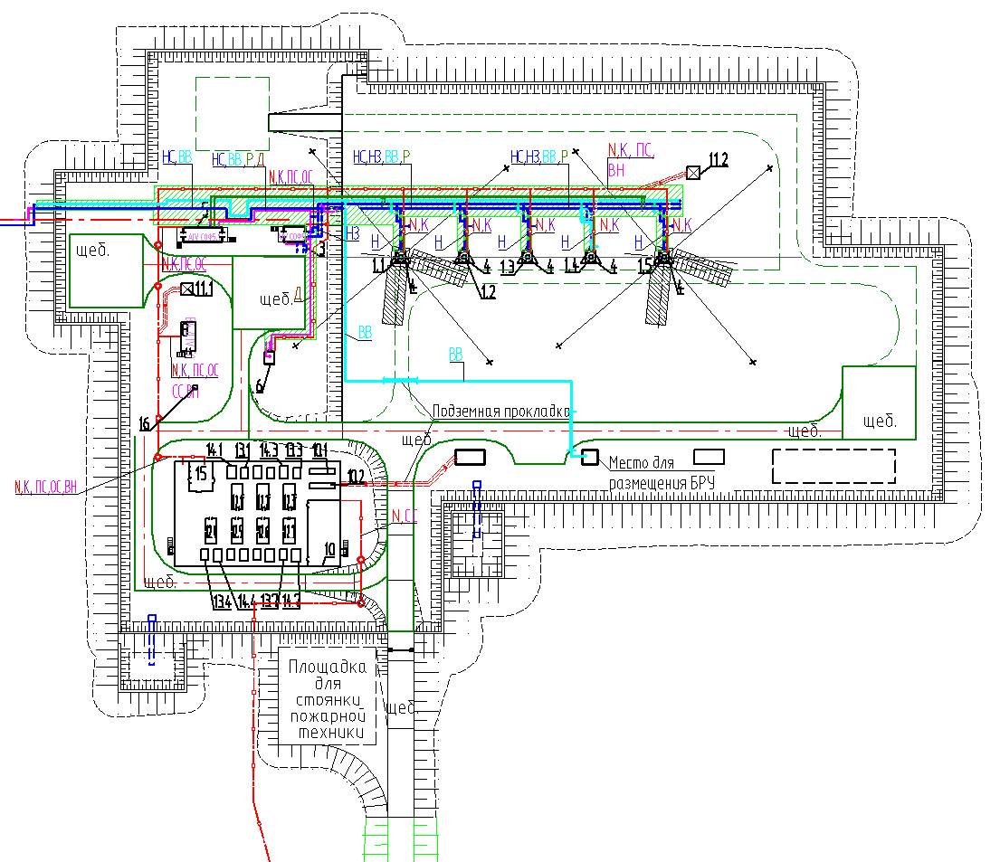 НС,ВВ
НС,ВВ,Р,Д
НС,НЗ,ВВ,Р
НС,НЗ,ВВ,Р
N,К, ПС,
ВН
11.2
N,К,ПС,ОС
5
НЗ
3
N,К
N,К
N,К
N,К
Н
Н
Н
Н
щеб.
1.1
4
4
1.2
1.3
4
1.4
4
1.5
4
N,К,ПС,ОС
11.1
щеб.
Д
ВВ
ВВ
N,К, ПС,ОС
СС,ВН
6
16
Подземная прокладка
щеб.
щеб.
щеб.
14.1
13.1
14.3
13.3
10.1
15
10.2
Место для
размещения БРУ
N,К, ПС,ОС,ВН
N,СС
10
щеб.
13.4
14.4
13.2
14.2
Площадка
для
стоянки
пожарной
техники
щеб.